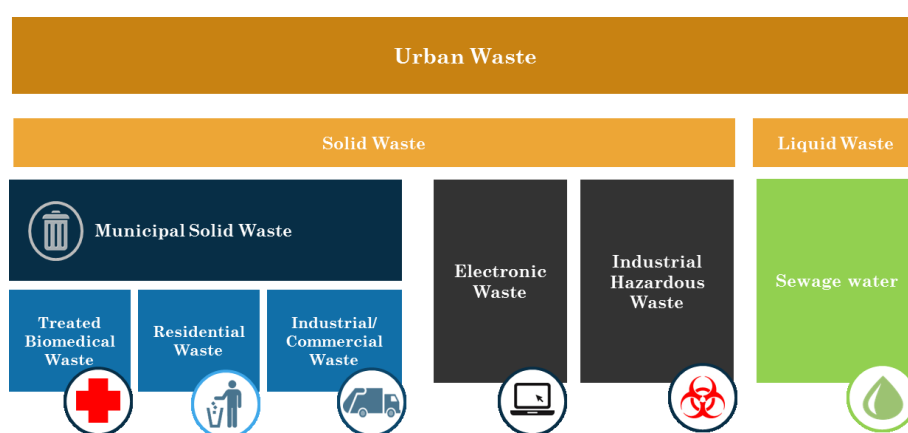 Urban Waste
Solid Waste
Liquid Waste
Municipal Solid Waste
Electronic
Waste
Industrial
Hazardous
Waste
Sewage water
Treated
Biomedical
Waste
Residential
Waste
Industrial/
Commercial
Waste